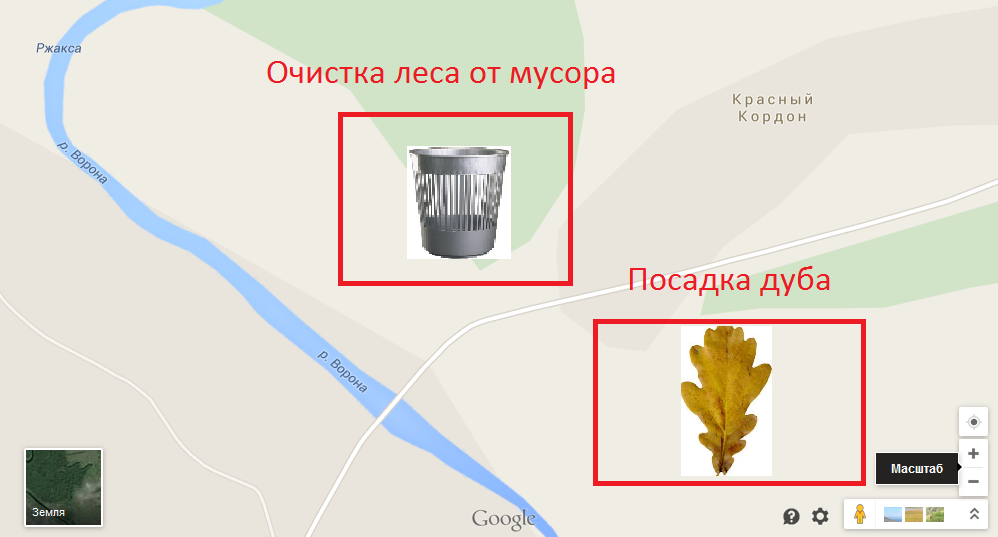 Ржакса
Очистка леса от мусора
Красный
Кордон
р. Ворона
Посадка дуба
р. Ворона
Масштаб
Земля
Google